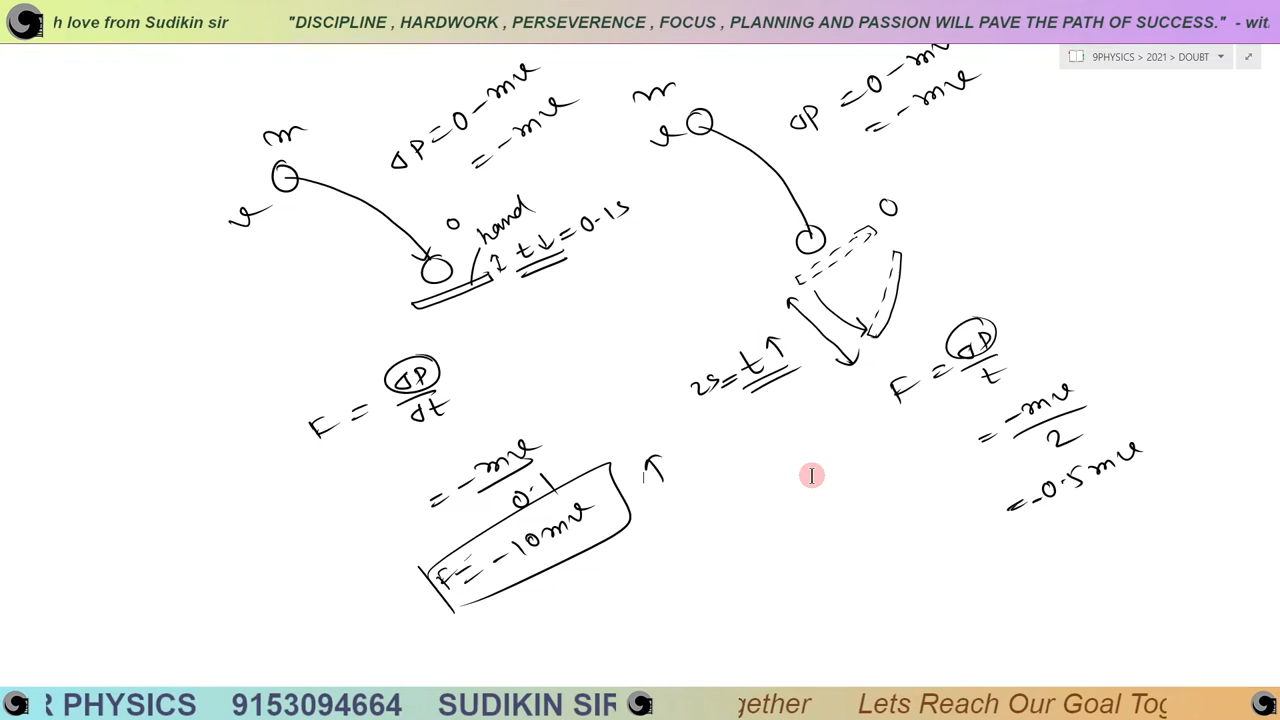 h love from Sudikin sir "DISCIPLINE , HARDWORK , PERSEVERENCE , FOCUS , PLANNING AND PASSION WILL PAVE THE PATH OF SUCCESS." - wit
9PHYSICS > 2021 > DOUBT
m
v
ΔP = 0 - mv
= - mv
0
hand
t↓ = 0.1s
F = ΔP/Δt
= -mv/0.1
F = -10mv
↑
m
v
ΔP = 0 - mv
= - mv
0
2s = t↑
F = ΔP/t
= -mv/2
= -0.5mv
R PHYSICS 9153094664 SUDIKIN SIR gether Lets Reach Our Goal Tog